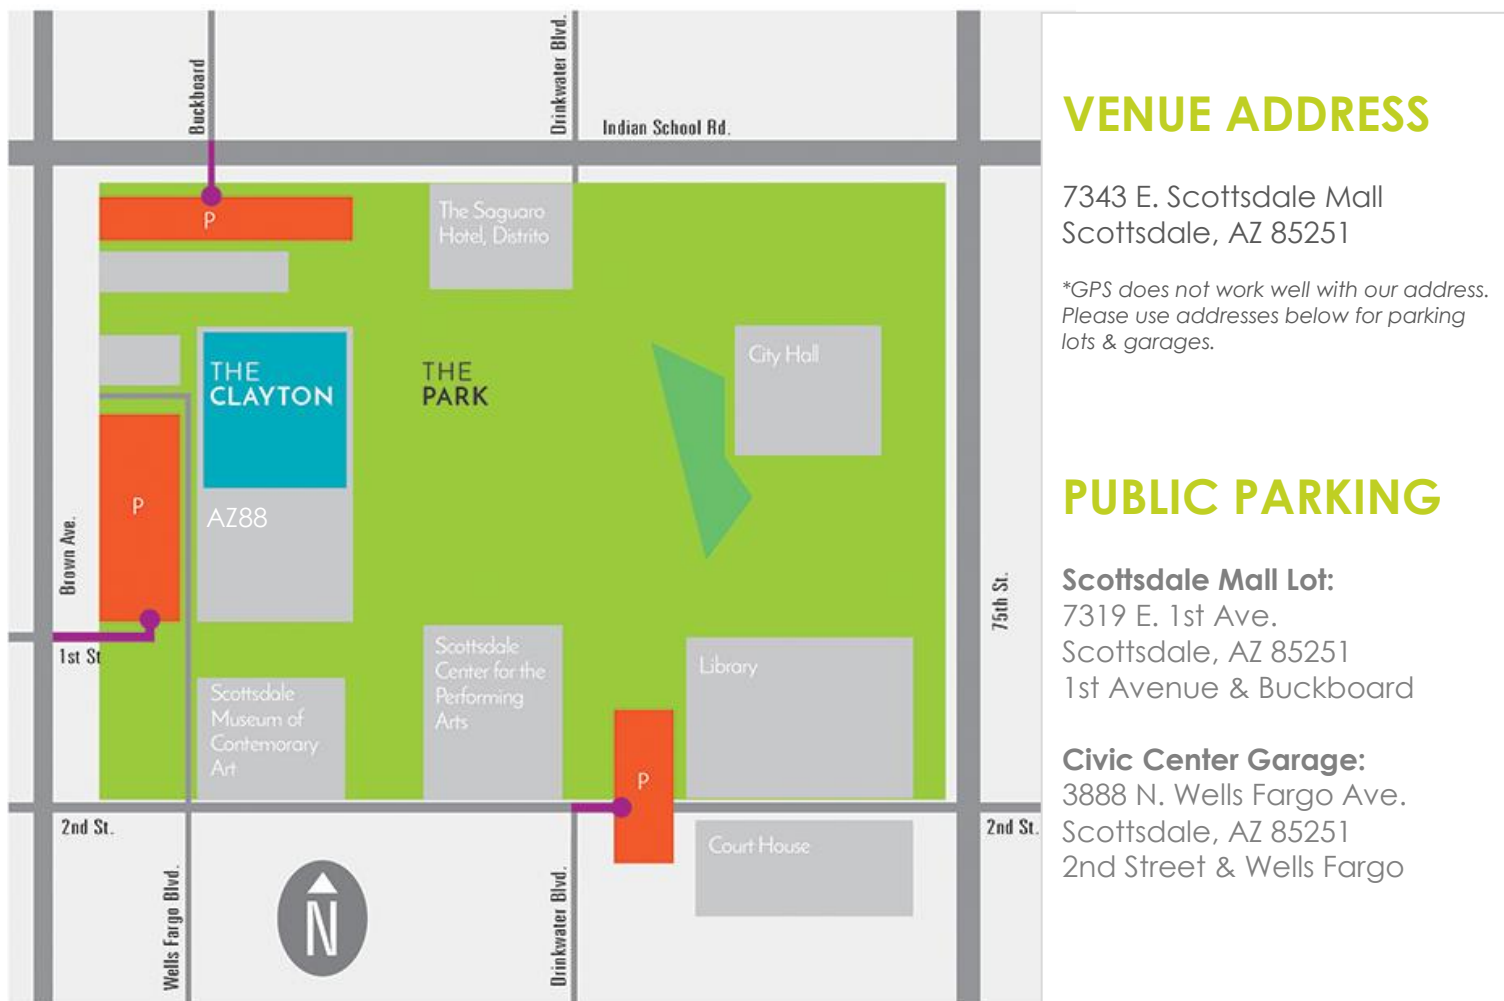 Buckboard
Drinkwater Blvd.
Indian School Rd.
P
The Saguaro
Hotel, Distrito
THE
CLAYTON
THE
PARK
City Hall
P
AZ88
Brown Ave.
75th St.
1st St
Scottsdale
Museum of
Contemorary
Art
Scottsdale
Center for the
Performing
Arts
Library
P
2nd St.
2nd St.
Court House
Wells Fargo Blvd.
N
Drinkwater Blvd.
VENUE ADDRESS
7343 E. Scottsdale Mall
Scottsdale, AZ 85251
*GPS does not work well with our address.
Please use addresses below for parking
lots & garages.
PUBLIC PARKING
Scottsdale Mall Lot:
7319 E. 1st Ave.
Scottsdale, AZ 85251
1st Avenue & Buckboard
Civic Center Garage:
3888 N. Wells Fargo Ave.
Scottsdale, AZ 85251
2nd Street & Wells Fargo